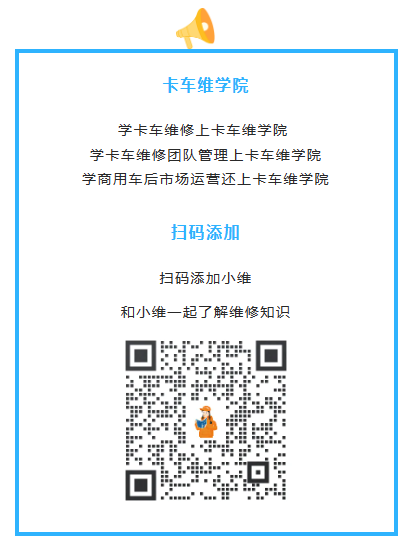 卡车维学院
学卡车维修上卡车维学院
学卡车维修团队管理上卡车维学院
学商用车后市场运营还上卡车维学院
扫码添加
扫码添加小维
和小维一起了解维修知识